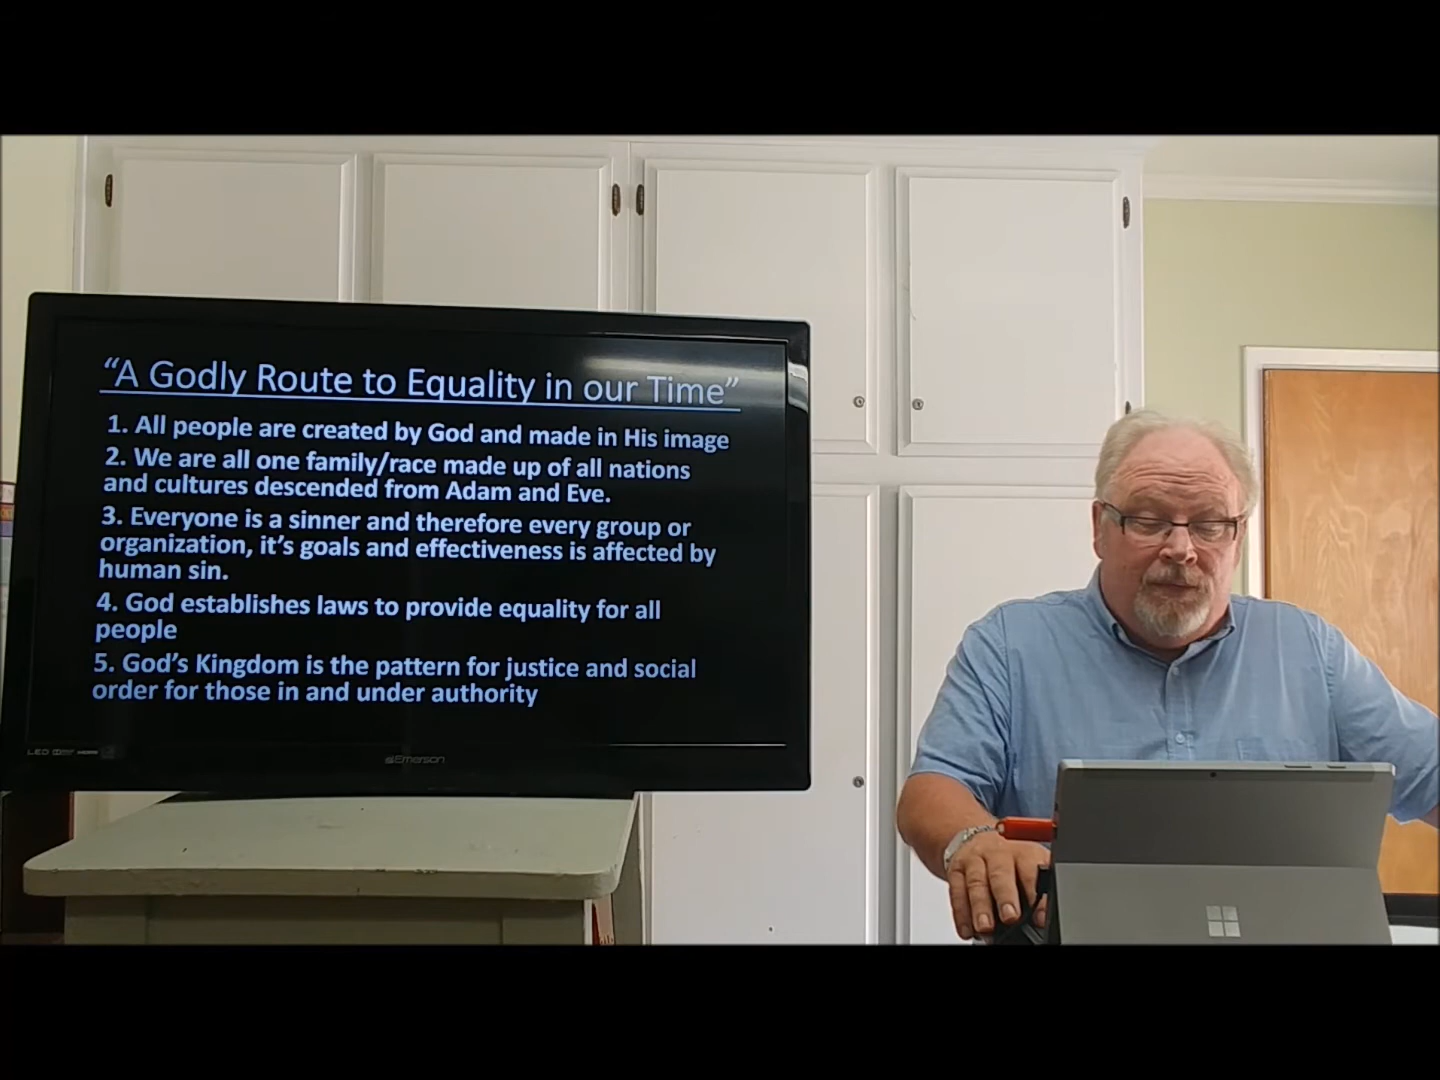 “A Godly Route to Equality in our Time”
1. All people are created by God and made in His image
2. We are all one family/race made up of all nations
and cultures descended from Adam and Eve.
3. Everyone is a sinner and therefore every group or
organization, it’s goals and effectiveness is affected by
human sin.
4. God establishes laws to provide equality for all
people
5. God’s Kingdom is the pattern for justice and social
order for those in and under authority
LED
Emerson